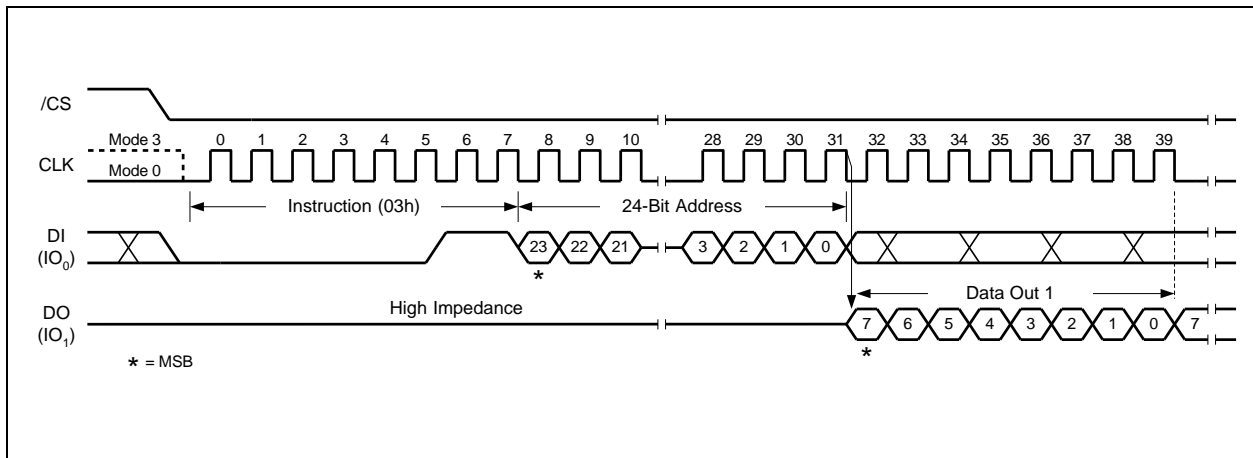 /CS
Mode 3
0 1 2 3 4 5 6 7 8 9 10 28 29 30 31 32 33 34 35 36 37 38 39
CLK
Mode 0
Instruction (03h) 24-Bit Address
DI
(IO0)
23 22 21 3 2 1 0
*
High Impedance
Data Out 1
DO
(IO1)
7 6 5 4 3 2 1 0 7
*
* = MSB